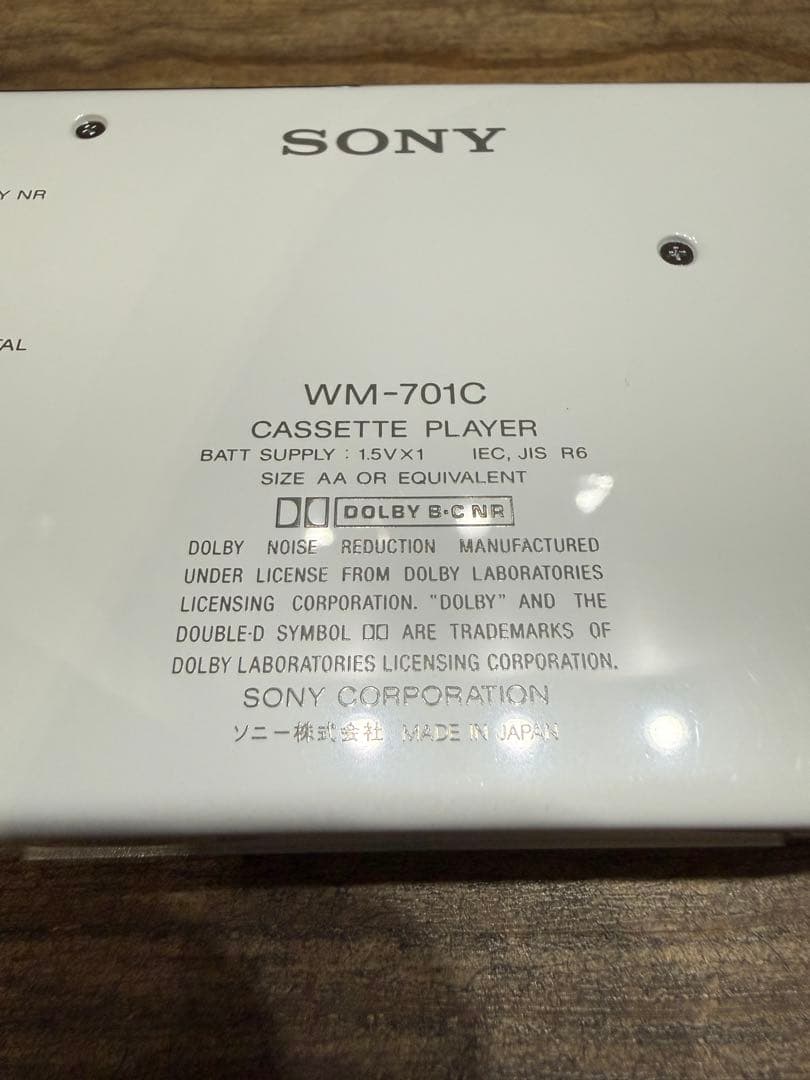 SONY
Y NR
AL
WM-701C
CASSETTE PLAYER
BATT SUPPLY : 1.5V×1 IEC, JIS R6
SIZE AA OR EQUIVALENT
DOLBY B·C NR
DOLBY NOISE REDUCTION MANUFACTURED
UNDER LICENSE FROM DOLBY LABORATORIES
LICENSING CORPORATION. "DOLBY" AND THE
DOUBLE-D SYMBOL ARE TRADEMARKS OF
DOLBY LABORATORIES LICENSING CORPORATION.
SONY CORPORATION
ソニー株式会社 MADE IN JAPAN